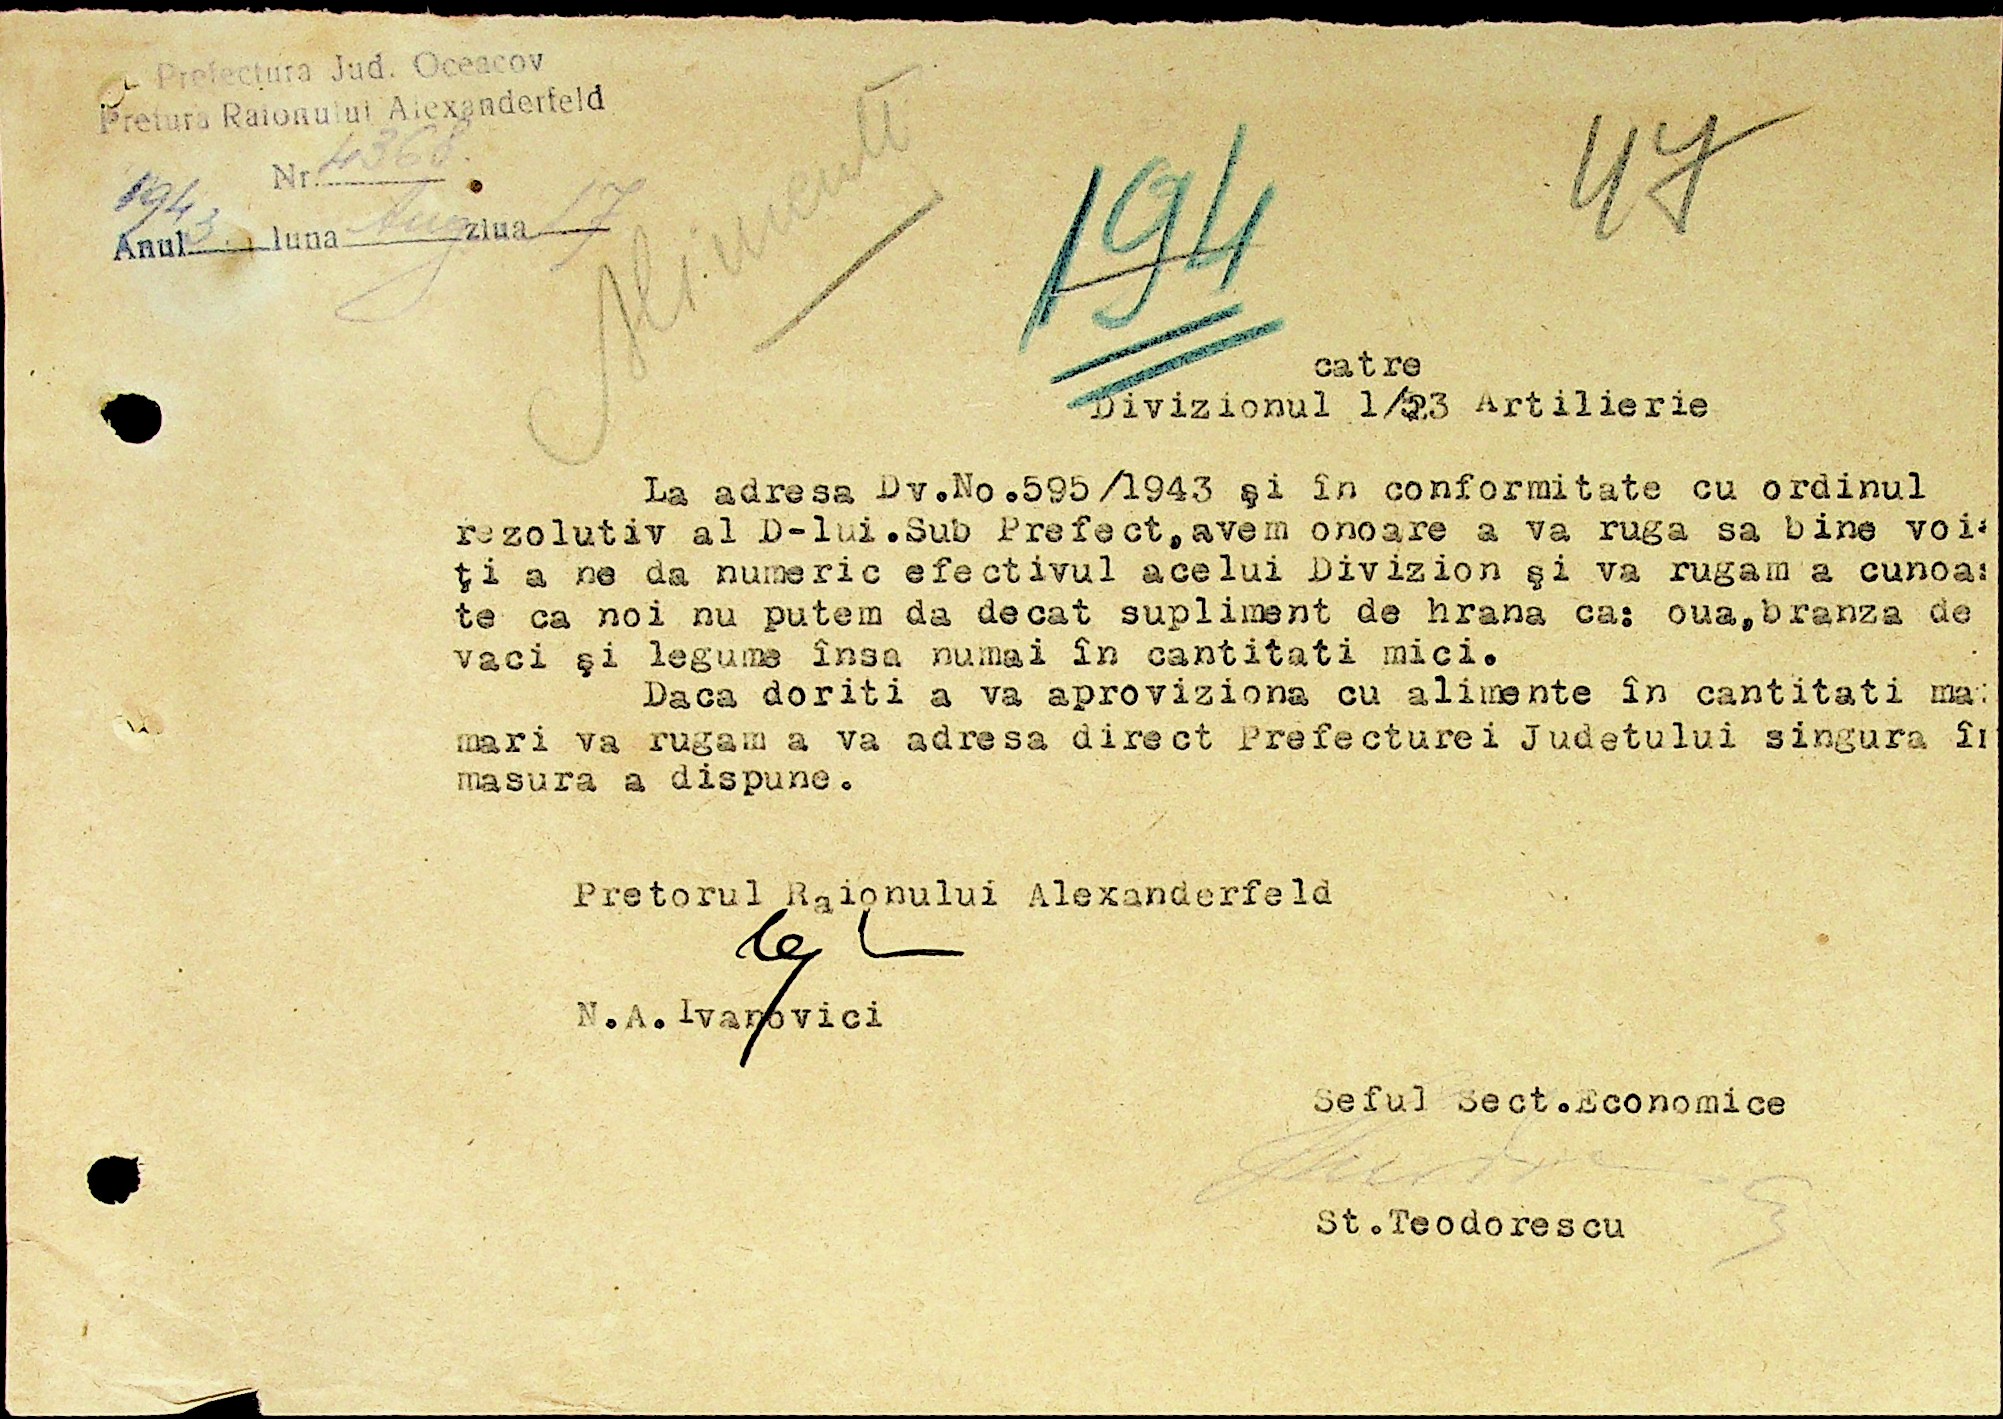 Prefectura Jud. Oceacov
Pretura Raionului Alexanderfeld
Nr. 4368
1943
Anul luna Aug ziua 17
Alimente
194
47
catre
Divizionul 1/23 Artilierie
La adresa Dv.No.595/1943 şi în conformitate cu ordinul
rezolutiv al D-lui.Sub Prefect,avem onoare a va ruga sa bine voi
ţi a ne da numeric efectivul acelui Divizion şi va rugam a cunoas
te ca noi nu putem da decat supliment de hrana ca: oua,branza de
vaci şi legume însa numai în cantitati mici.
Daca doriti a va aproviziona cu alimente în cantitati mai
mari va rugam a va adresa direct Prefecturei Judetului singura în
masura a dispune.
Pretorul Raionului Alexanderfeld
N.A.Ivanovici
Seful Sect.Economice
St.Teodorescu